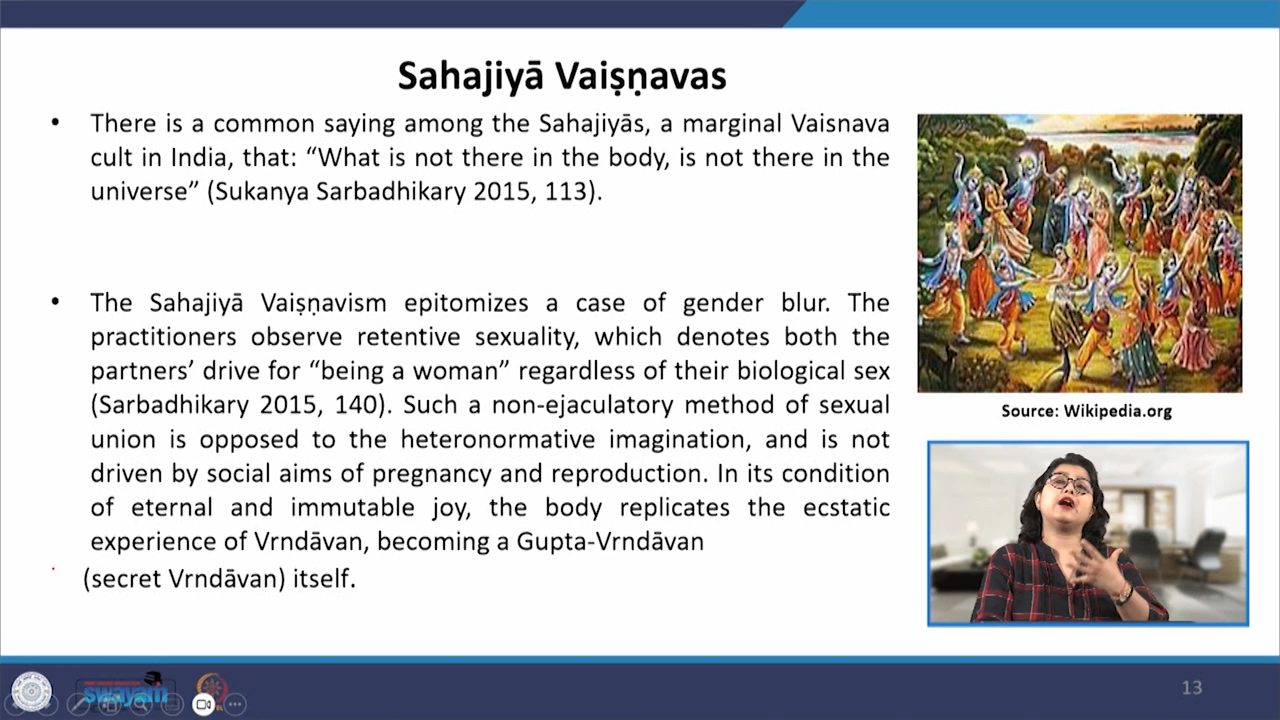 Sahajiyā Vaiṣṇavas
• There is a common saying among the Sahajiyās, a marginal Vaisnava
cult in India, that: “What is not there in the body, is not there in the
universe” (Sukanya Sarbadhikary 2015, 113).
• The Sahajiyā Vaiṣṇavism epitomizes a case of gender blur. The
practitioners observe retentive sexuality, which denotes both the
partners’ drive for “being a woman” regardless of their biological sex
(Sarbadhikary 2015, 140). Such a non-ejaculatory method of sexual
union is opposed to the heteronormative imagination, and is not
driven by social aims of pregnancy and reproduction. In its condition
of eternal and immutable joy, the body replicates the ecstatic
experience of Vrndāvan, becoming a Gupta-Vrndāvan
(secret Vrndāvan) itself.
Source: Wikipedia.org
swayam
13